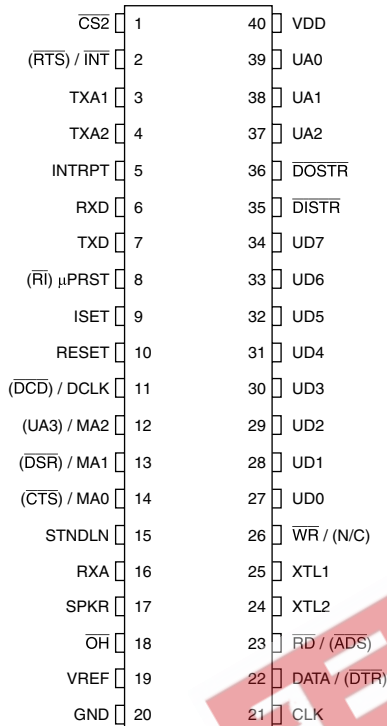 CS2 1 40 VDD
(RTS) / INT 2 39 UA0
TXA1 3 38 UA1
TXA2 4 37 UA2
INTRPT 5 36 DOSTR
RXD 6 35 DISTR
TXD 7 34 UD7
(RI) μPRST 8 33 UD6
ISET 9 32 UD5
RESET 10 31 UD4
(DCD) / DCLK 11 30 UD3
(UA3) / MA2 12 29 UD2
(DSR) / MA1 13 28 UD1
(CTS) / MA0 14 27 UD0
STNDLN 15 26 WR / (N/C)
RXA 16 25 XTL1
SPKR 17 24 XTL2
OH 18 23 RD / (ADS)
VREF 19 22 DATA / (DTR)
GND 20 21 CLK